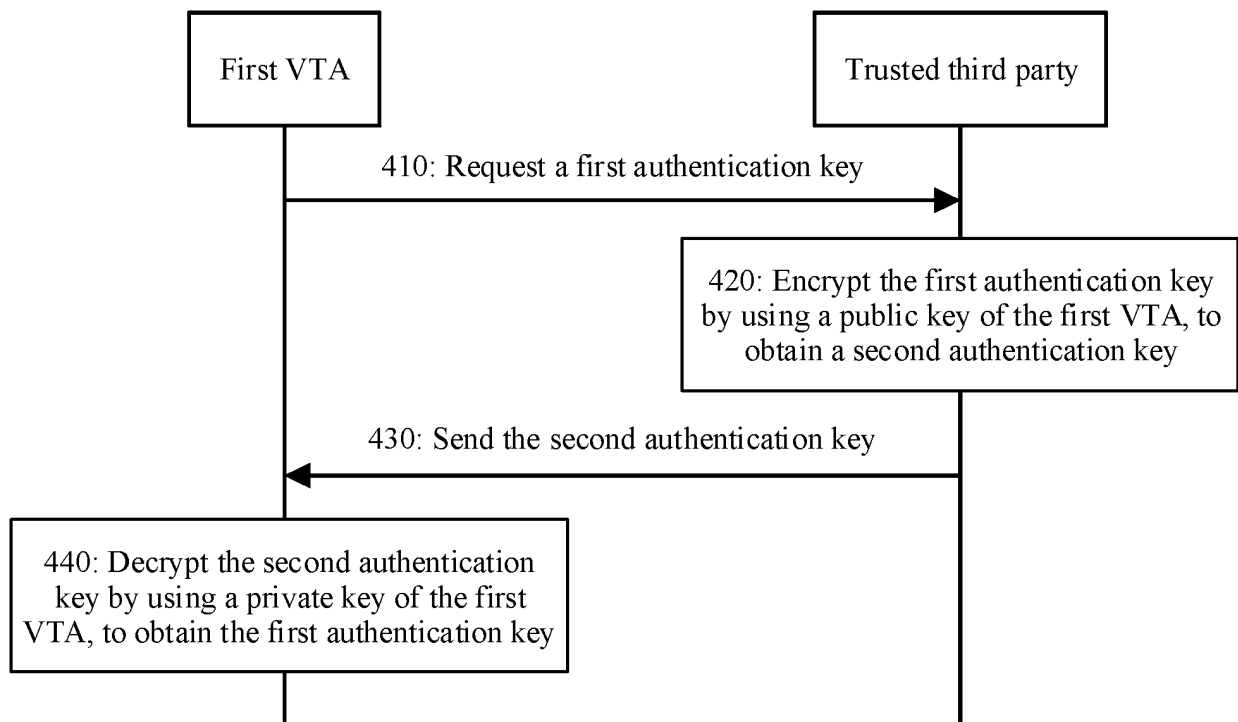 First VTA
Trusted third party
410: Request a first authentication key
420: Encrypt the first authentication key
by using a public key of the first VTA, to
obtain a second authentication key
430: Send the second authentication key
440: Decrypt the second authentication
key by using a private key of the first
VTA, to obtain the first authentication key